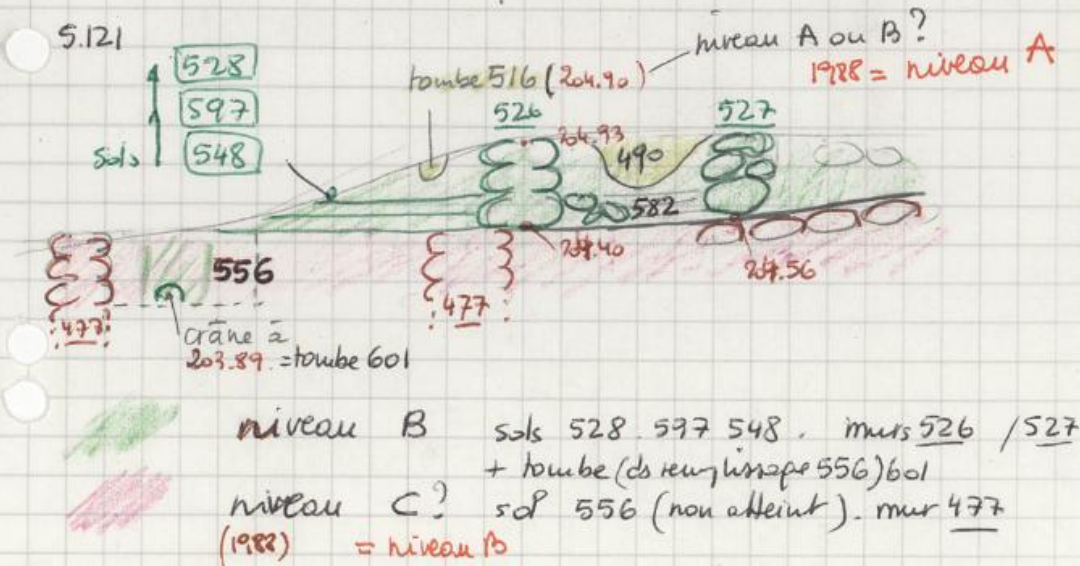 S.121
528
597
548
sols
tombe 516 (204.90)
niveau A ou B?
1988 = niveau A
526
527
204.93
490
582
204.40
204.56
556
477
477
crâne à
203.89. = tombe 601
niveau B sols 528. 597 548. murs 526 / 527
+ tombe (ds remplissage 556) 601
niveau C? sol 556 (non atteint). mur 477
(1988) = niveau B